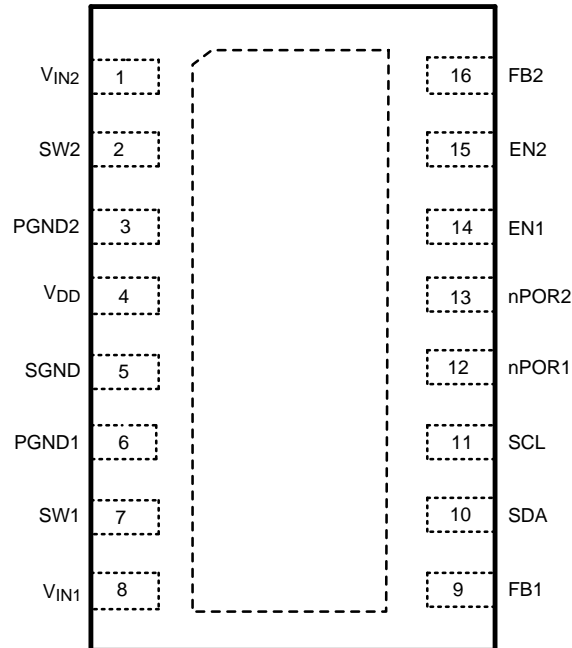 VIN2 1 16 FB2
SW2 2 15 EN2
PGND2 3 14 EN1
VDD 4 13 nPOR2
SGND 5 12 nPOR1
PGND1 6 11 SCL
SW1 7 10 SDA
VIN1 8 9 FB1